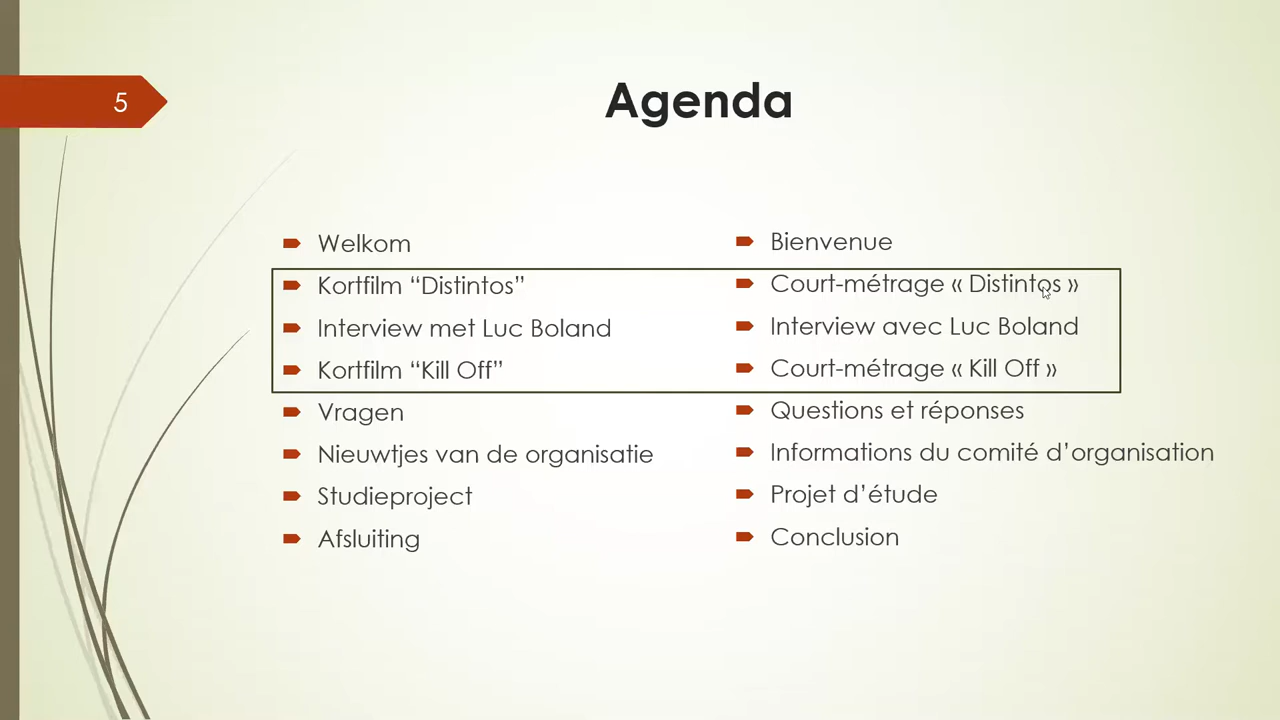 5
Agenda
Welkom
Kortfilm “Distintos”
Interview met Luc Boland
Kortfilm “Kill Off”
Vragen
Nieuwtjes van de organisatie
Studieproject
Afsluiting
Bienvenue
Court-métrage « Distintos »
Interview avec Luc Boland
Court-métrage « Kill Off »
Questions et réponses
Informations du comité d’organisation
Projet d’étude
Conclusion